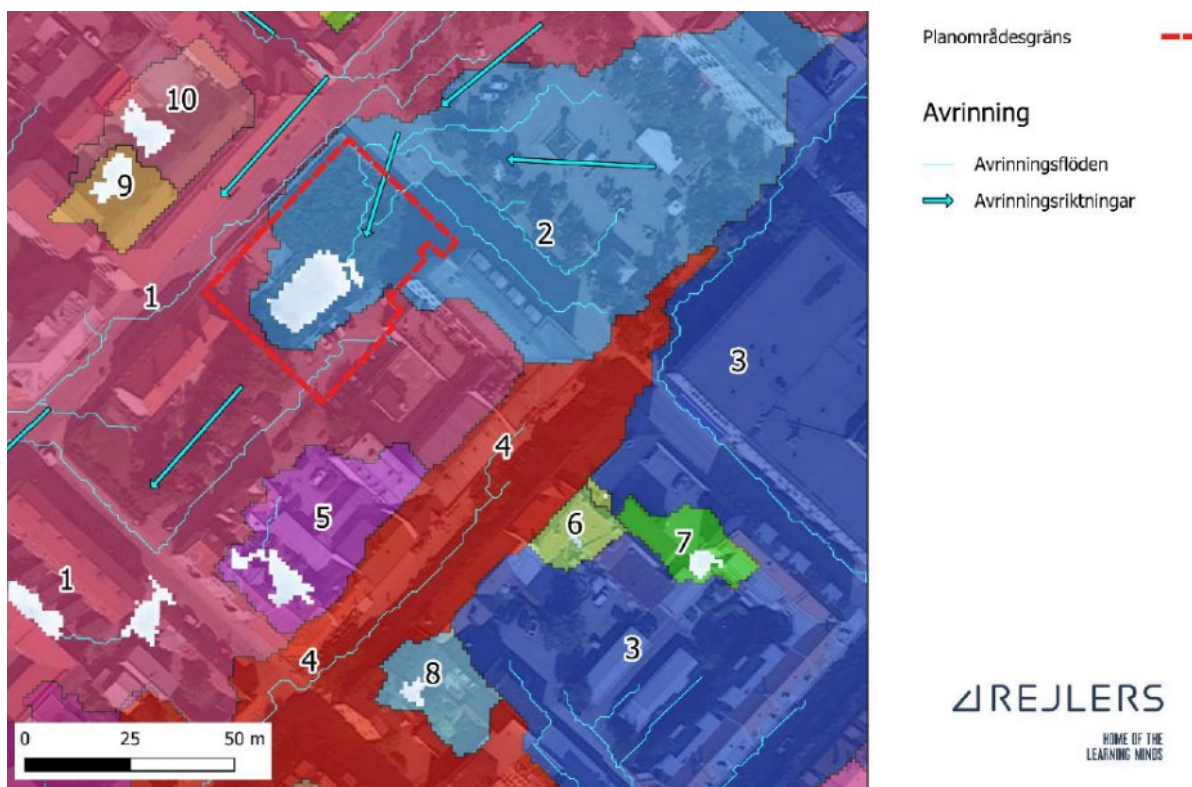 Planområdesgräns
Avrinning
Avrinningsflöden
Avrinningsriktningar
10
9
2
1
3
4
5
6
7
1
3
4
8
0 25 50 m
REJLERS
HOME OF THE
LEARNING MINDS